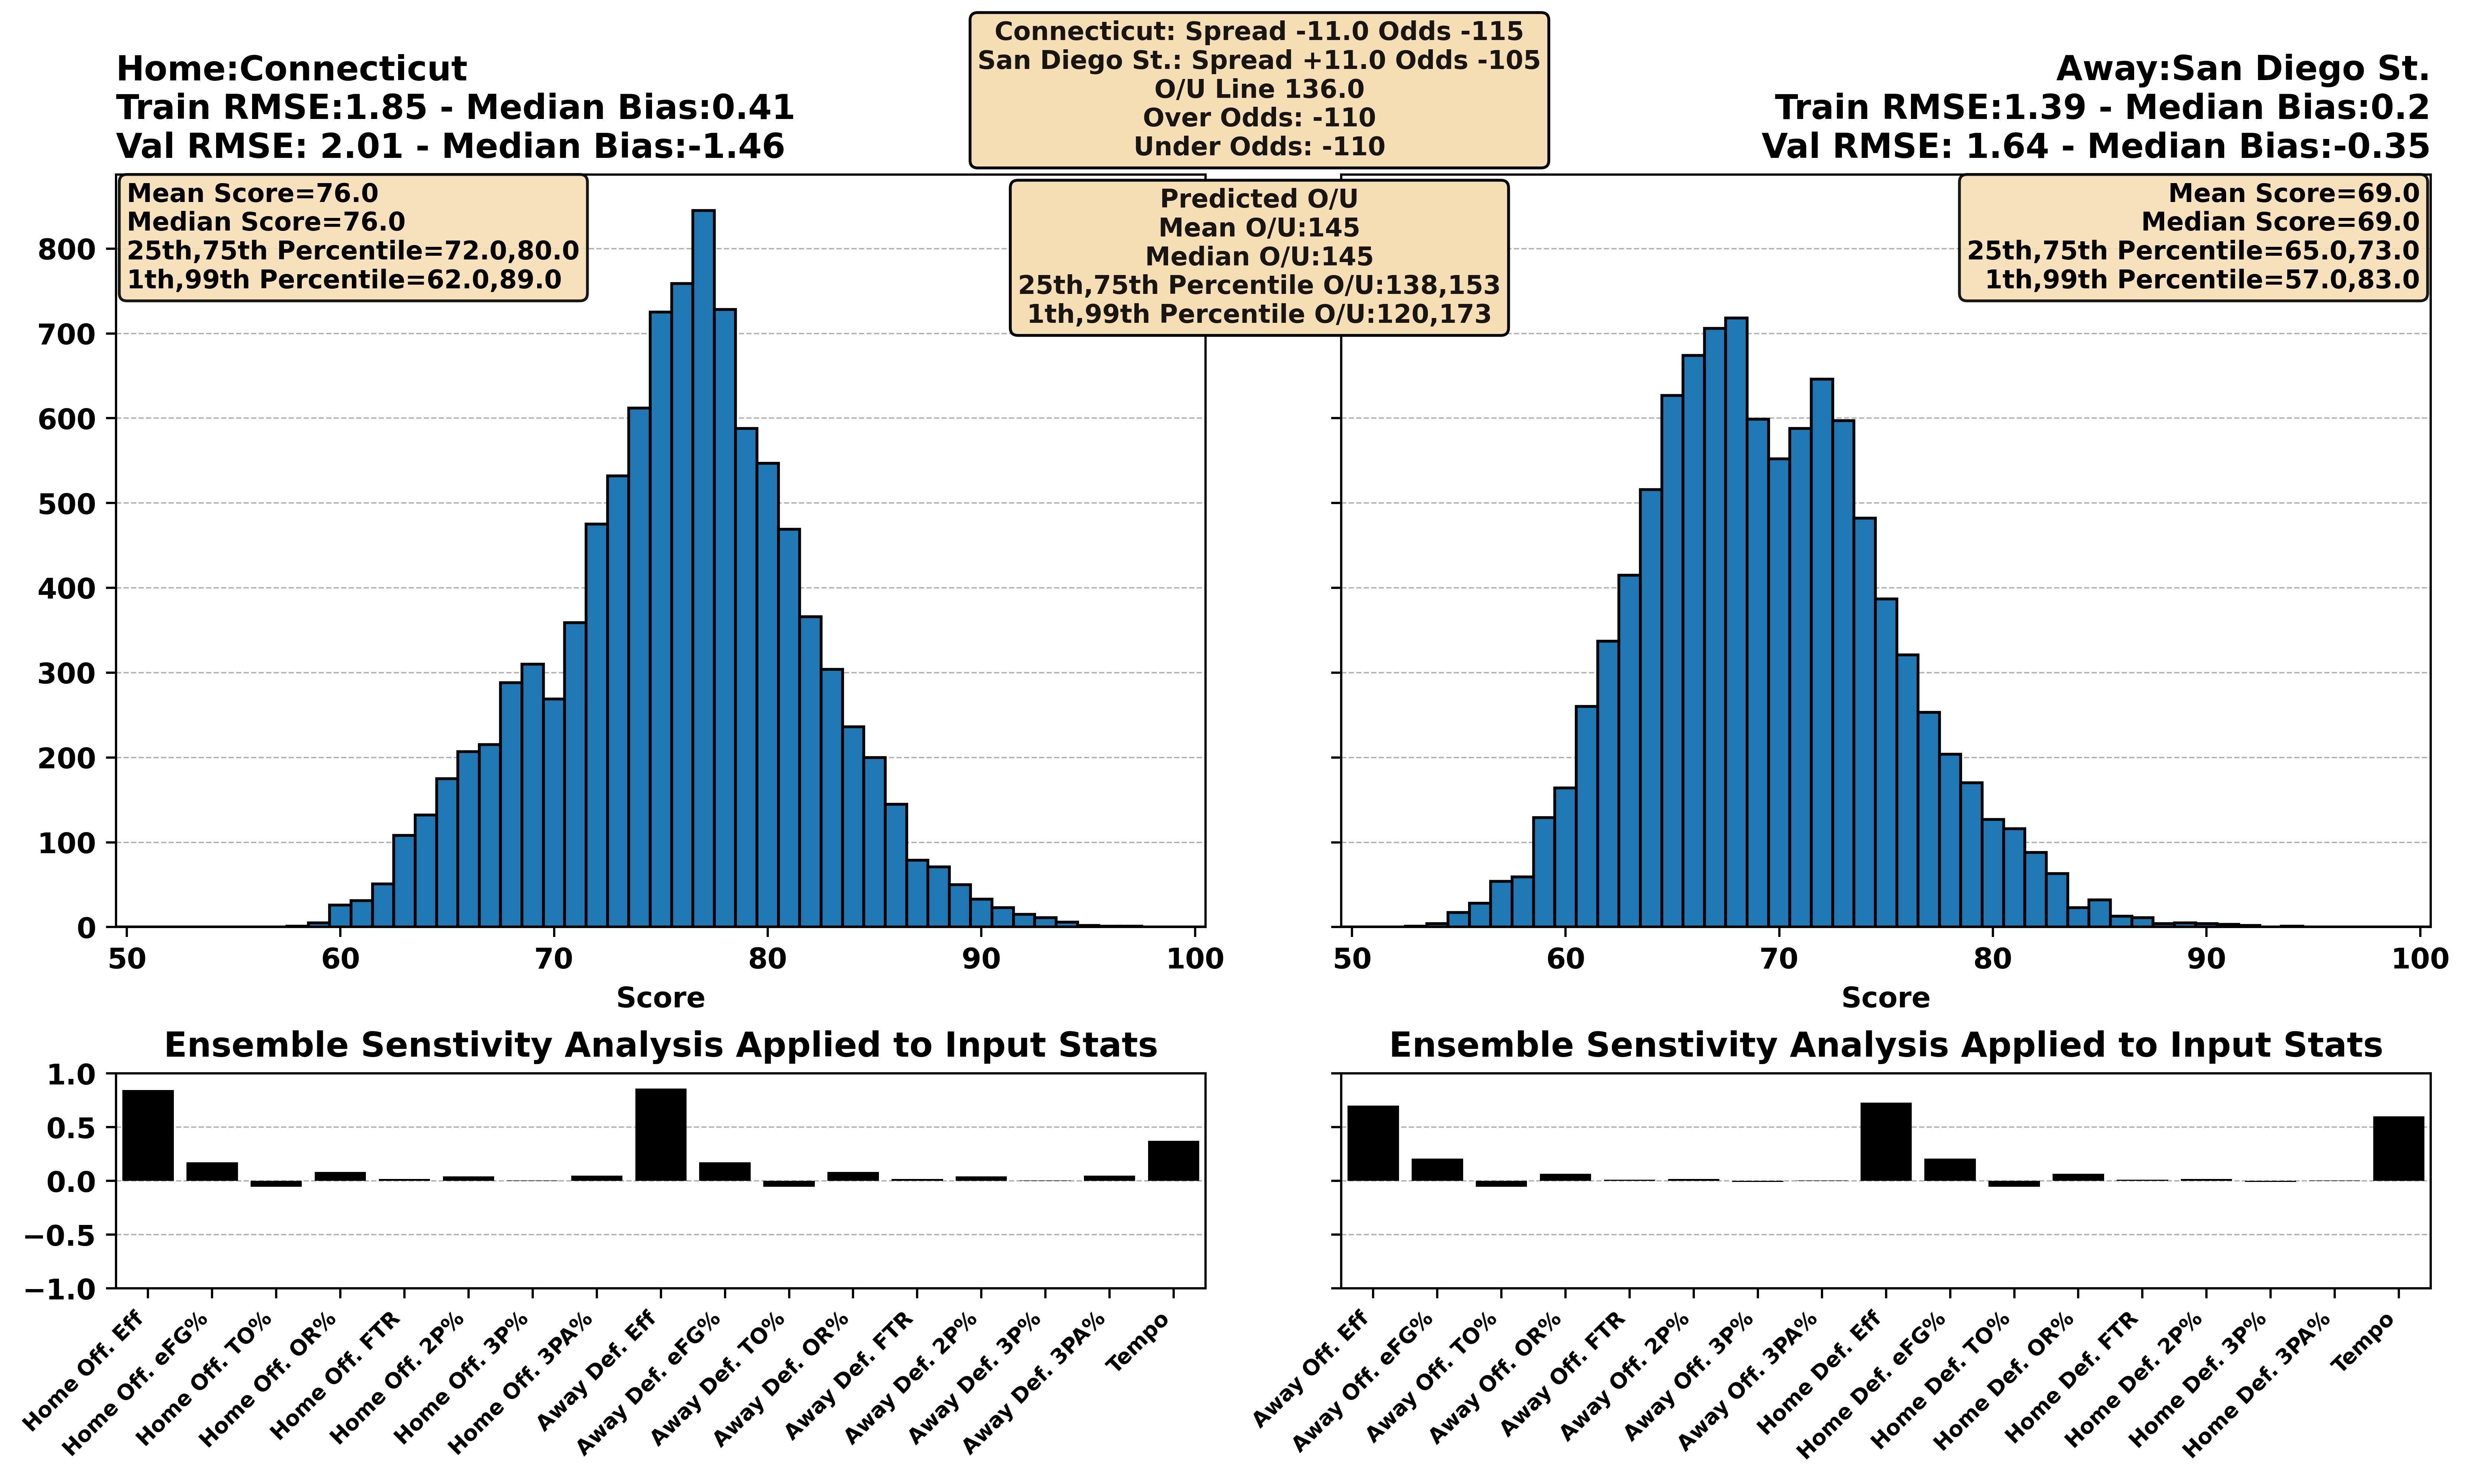 Connecticut: Spread -11.0 Odds -115
San Diego St.: Spread +11.0 Odds -105
O/U Line 136.0
Over Odds: -110
Under Odds: -110
Home:Connecticut
Train RMSE:1.85 - Median Bias:0.41
Val RMSE: 2.01 - Median Bias:-1.46
Away:San Diego St.
Train RMSE:1.39 - Median Bias:0.2
Val RMSE: 1.64 - Median Bias:-0.35
Mean Score=76.0
Median Score=76.0
25th,75th Percentile=72.0,80.0
1th,99th Percentile=62.0,89.0
Predicted O/U
Mean O/U:145
Median O/U:145
25th,75th Percentile O/U:138,153
1th,99th Percentile O/U:120,173
Mean Score=69.0
Median Score=69.0
25th,75th Percentile=65.0,73.0
1th,99th Percentile=57.0,83.0
800
700
600
500
400
300
200
100
0
50 60 70 80 90 100
Score
50 60 70 80 90 100
Score
Ensemble Senstivity Analysis Applied to Input Stats
1.0
0.5
0.0
−0.5
−1.0
Home Off. Eff
Home Off. eFG%
Home Off. TO%
Home Off. OR%
Home Off. FTR
Home Off. 2P%
Home Off. 3P%
Home Off. 3PA%
Away Def. Eff
Away Def. eFG%
Away Def. TO%
Away Def. OR%
Away Def. FTR
Away Def. 2P%
Away Def. 3P%
Away Def. 3PA%
Tempo
Ensemble Senstivity Analysis Applied to Input Stats
Away Off. Eff
Away Off. eFG%
Away Off. TO%
Away Off. OR%
Away Off. FTR
Away Off. 2P%
Away Off. 3P%
Away Off. 3PA%
Home Def. Eff
Home Def. eFG%
Home Def. TO%
Home Def. OR%
Home Def. FTR
Home Def. 2P%
Home Def. 3P%
Home Def. 3PA%
Tempo